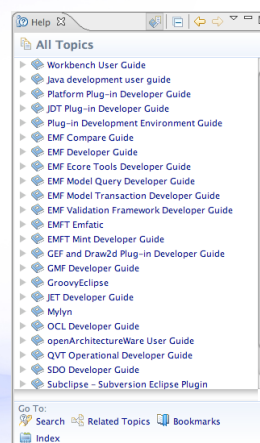 Help
All Topics
Workbench User Guide
Java development user guide
Platform Plug-in Developer Guide
JDT Plug-in Developer Guide
Plug-in Development Environment Guide
EMF Compare Guide
EMF Developer Guide
EMF Ecore Tools Developer Guide
EMF Model Query Developer Guide
EMF Model Transaction Developer Guide
EMF Validation Framework Developer Guide
EMFT Emfatic
EMFT Mint Developer Guide
GEF and Draw2d Plug-in Developer Guide
GMF Developer Guide
GroovyEclipse
JET Developer Guide
Mylyn
OCL Developer Guide
openArchitectureWare User Guide
QVT Operational Developer Guide
SDO Developer Guide
Subclipse - Subversion Eclipse Plugin
Go To:
Search Related Topics Bookmarks
Index